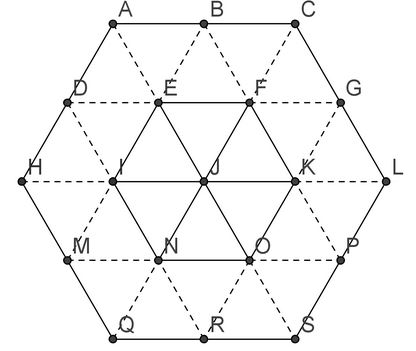 A B C
D E F G
H I J K L
M N O P
Q R S